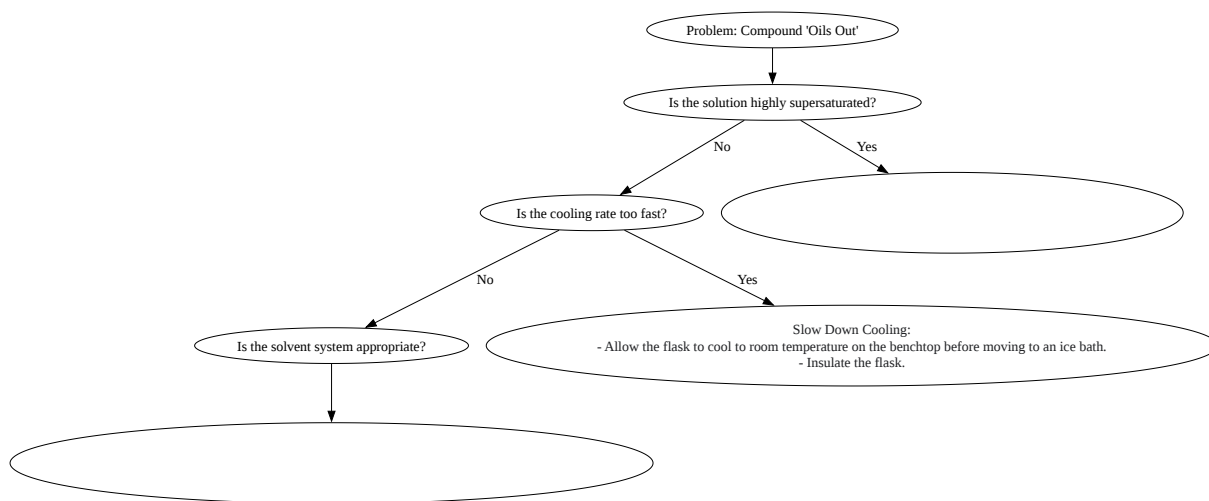 Problem: Compound 'Oils Out'
Is the solution highly supersaturated?
No
Yes
Is the cooling rate too fast?
No
Yes
Is the solvent system appropriate?
Slow Down Cooling:
- Allow the flask to cool to room temperature on the benchtop before moving to an ice bath.
- Insulate the flask.